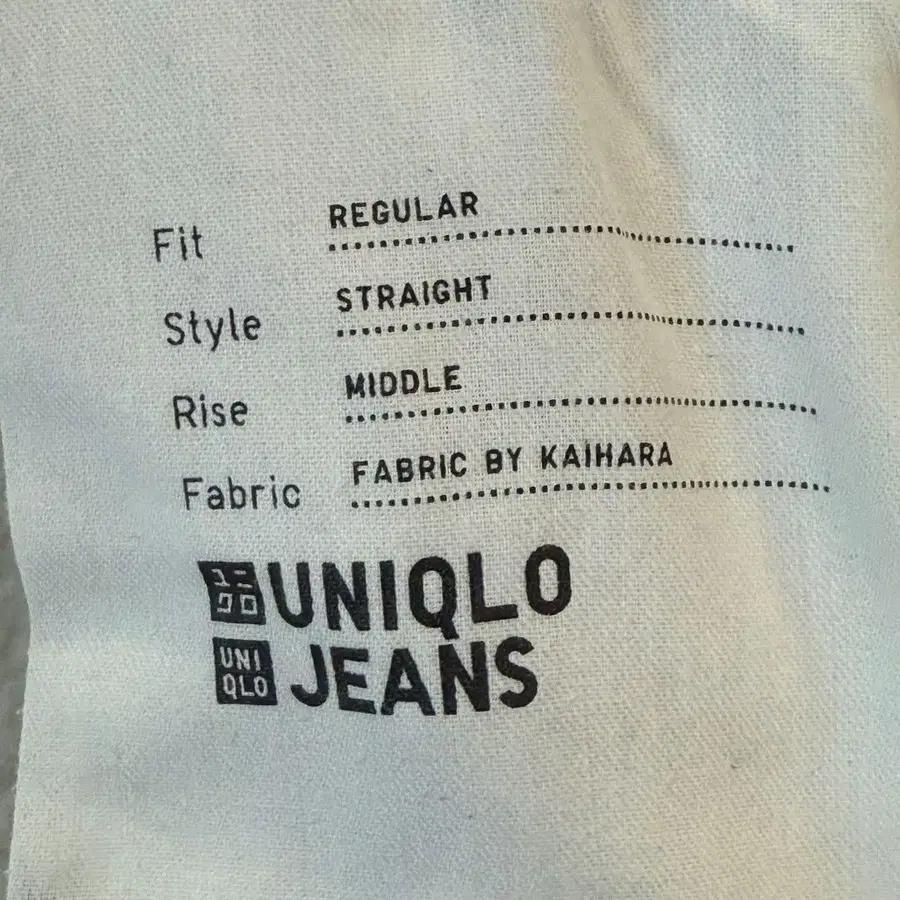 Fit REGULAR
Style STRAIGHT
Rise MIDDLE
Fabric FABRIC BY KAIHARA
ユニ
クロ
UNIQLO
UNI
QLO
JEANS